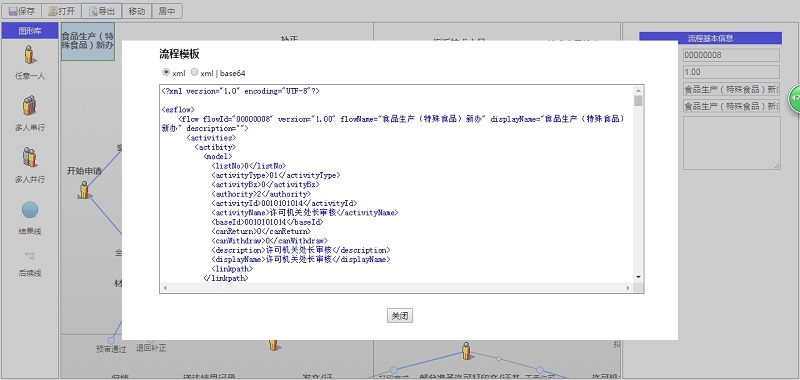 保存 打开 导出 移动 居中
图形库
任意一人
多人串行
多人并行
结果线
后续线
食品生产（特
殊食品）新办
补正
开始申请
流程模板
xml xml | base64
<?xml version="1.0" encoding="UTF-8"?>
<esflow>
<flow flowId="00000008" version="1.00" flowName="食品生产（特殊食品）新办" displayName="食品生产（特殊食品）
新办" description="">
<activities>
<actibity>
<model>
<listNo>0</listNo>
<activityType>01</activityType>
<activityBz>0</activityBz>
<authority>2</authority>
<activityId>0010101014</activityId>
<activityName>许可机关处长审核</activityName>
<baseId>0010101014</baseId>
<canReturn>0</canReturn>
<canWithdraw>0</canWithdraw>
<description>许可机关处长审核</description>
<displayName>许可机关处长审核</displayName>
<linkpath>
</linkpath>
关闭
预审通过 退回补正
流程基本信息
00000008
1.00
食品生产（特殊食品）新办
食品生产（特殊食品）新办